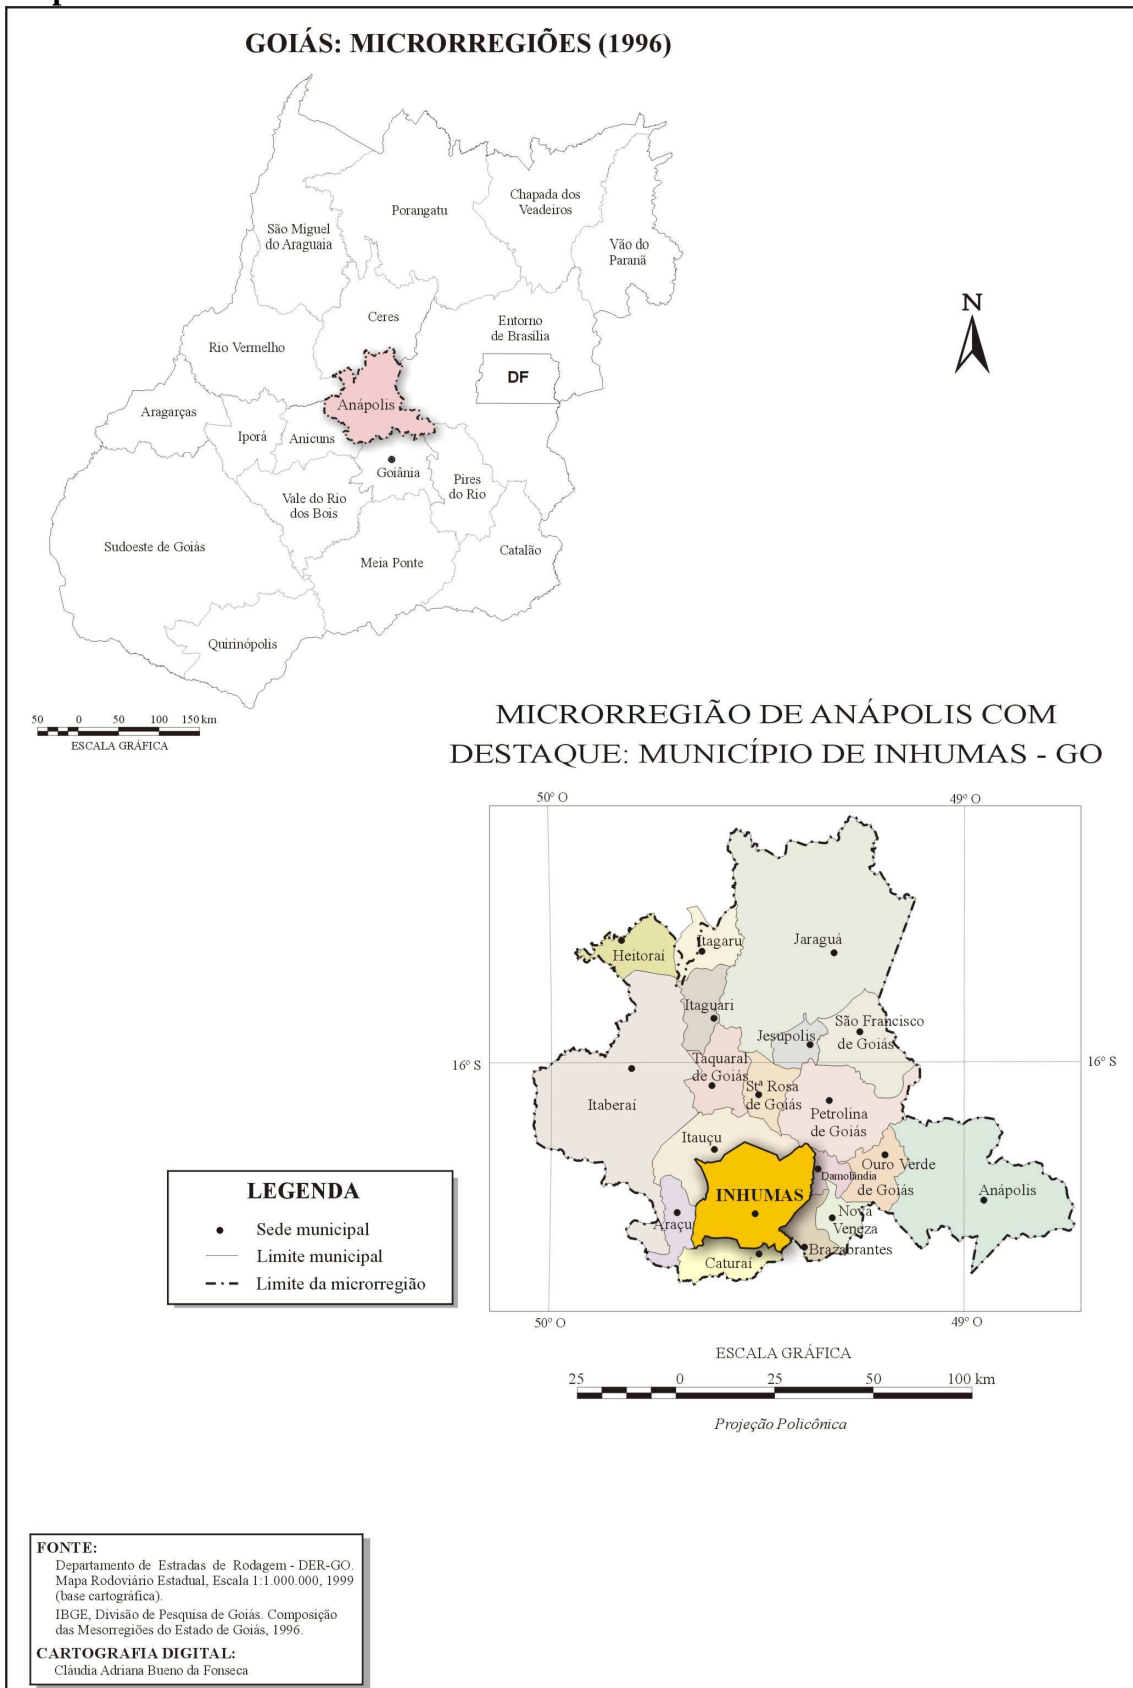 GOIÁS: MICRORREGIÕES (1996)
Chapada dos
Veadeiros
Porangatu
São Miguel
do Araguaia
Vão do
Paranã
N
Ceres
Entorno
de Brasília
Rio Vermelho
DF
Anápolis
Aragarças
Iporá
Anicuns
Goiânia
Pires
do Rio
Vale do Rio
dos Bois
Sudoeste de Goiás
Catalão
Meia Ponte
Quirinópolis
50 0 50 100 150 km
ESCALA GRÁFICA
MICRORREGIÃO DE ANÁPOLIS COM
DESTAQUE: MUNICÍPIO DE INHUMAS - GO
50º O 49º O
Heitoraí
Itagaru
Jaraguá
Itaguari
São Francisco
de Goiás
Jesupolis
16º S 16º S
Taquaral
de Goiás
Stª Rosa
de Goiás
Itaberaí
Petrolina
de Goiás
Itauçu
Ouro Verde
de Goiás
Damolândia
Anápolis
INHUMAS
Araçu
Nova
Veneza
Brazabrantes
Caturaí
50º O 49º O
LEGENDA
Sede municipal
Limite municipal
Limite da microrregião
ESCALA GRÁFICA
25 0 25 50 100 km
Projeção Policônica
FONTE:
Departamento de Estradas de Rodagem - DER-GO.
Mapa Rodoviário Estadual, Escala 1:1.000.000, 1999
(base cartográfica).
IBGE, Divisão de Pesquisa de Goiás. Composição
das Mesorregiões do Estado de Goiás, 1996.
CARTOGRAFIA DIGITAL:
Cláudia Adriana Bueno da Fonseca